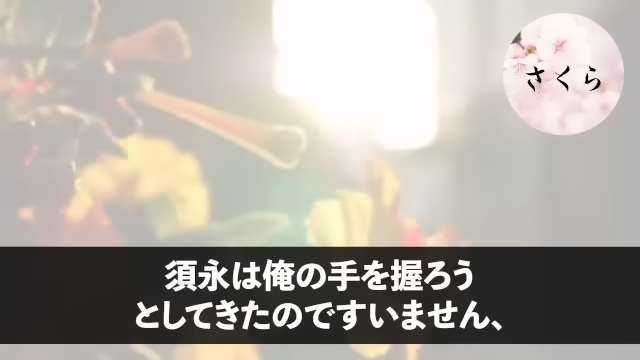 さくら
須永は俺の手を握ろう
としてきたのですいません、